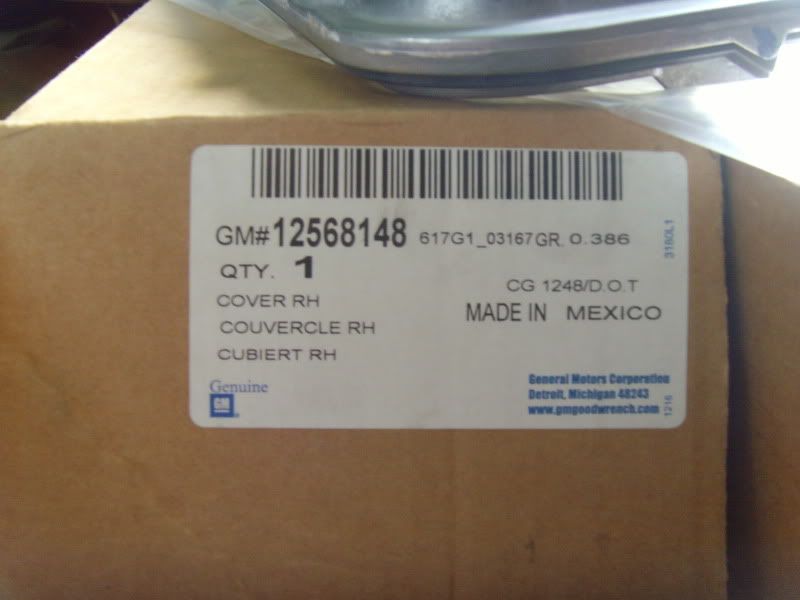 GM#12568148 617G1_03167GR. 0.386
QTY. 1
CG 1248/D.O.T
COVER RH
MADE IN MEXICO
COUVERCLE RH
CUBIERT RH
Genuine
GM
General Motors Corporation
Detroit, Michigan 48243
www.gmgoodwrench.com
1216